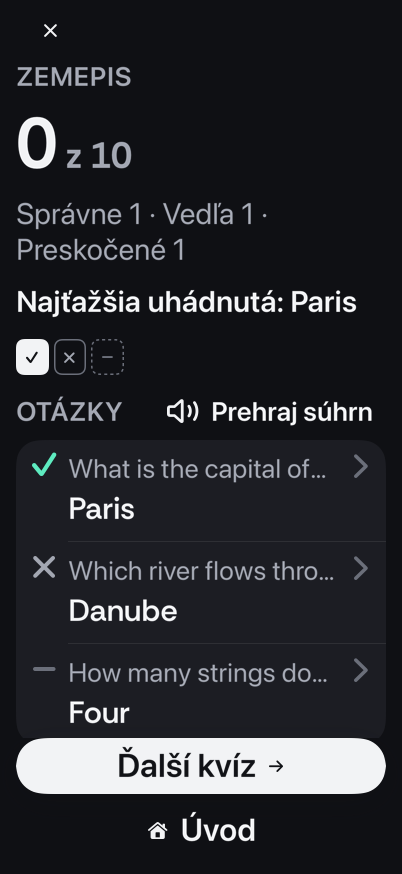 ZEMEPIS
0 z 10
Správne 1 · Vedľa 1 ·
Preskočené 1
Najťažšia uhádnutá: Paris
OTÁZKY
Prehraj súhrn
What is the capital of…
Paris
Which river flows thro…
Danube
How many strings do…
Four
Ďalší kvíz →
Úvod